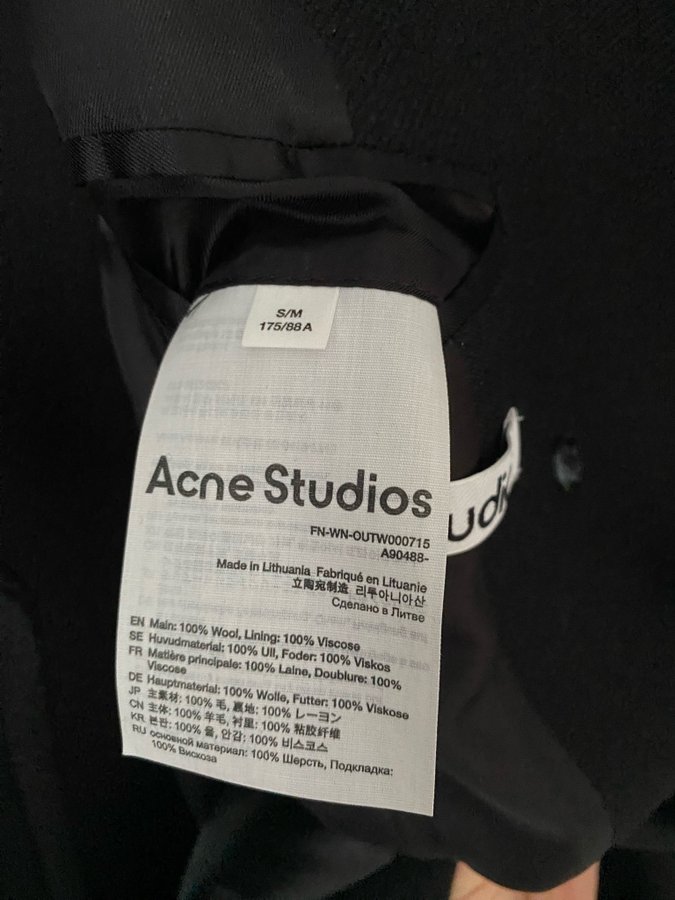 S/M
175/88A
Acne Studios
udi
FN-WN-OUTW000715
A90488-
Made in Lithuania Fabriqué en Lituanie
立陶宛制造 리투아니아산
Сделано в Литве
EN Main: 100% Wool, Lining: 100% Viscose
SE Huvudmaterial: 100% Ull, Foder: 100% Viskos
FR Matière principale: 100% Laine, Doublure: 100%
Viscose
DE Hauptmaterial: 100% Wolle, Futter: 100% Viskose
JP 主素材: 100% 毛, 裏地: 100% レーヨン
CN 主体: 100% 羊毛, 衬里: 100% 粘胶纤维
KR 본판: 100% 울, 안감: 100% 비스코스
RU основной материал: 100% Шерсть, Подкладка:
100% Вискоза